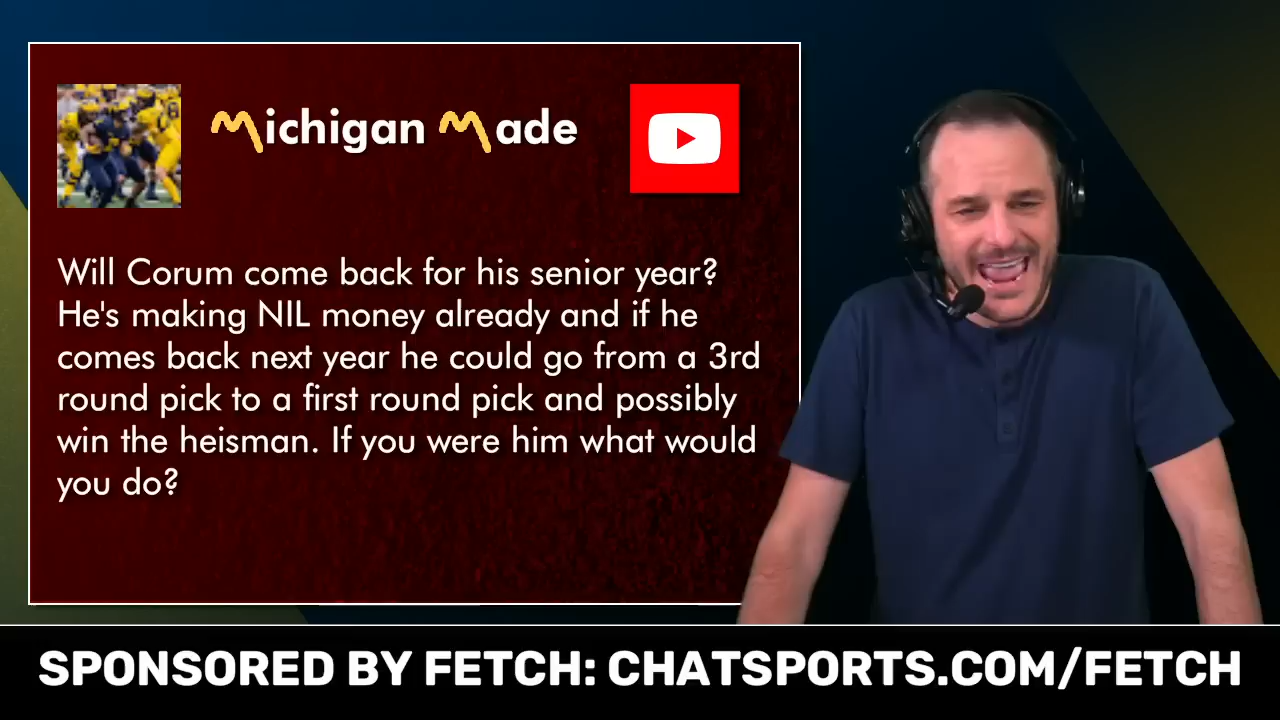 Michigan Made
Will Corum come back for his senior year?
He's making NIL money already and if he
comes back next year he could go from a 3rd
round pick to a first round pick and possibly
win the heisman. If you were him what would
you do?
SPONSORED BY FETCH: CHATSPORTS.COM/FETCH